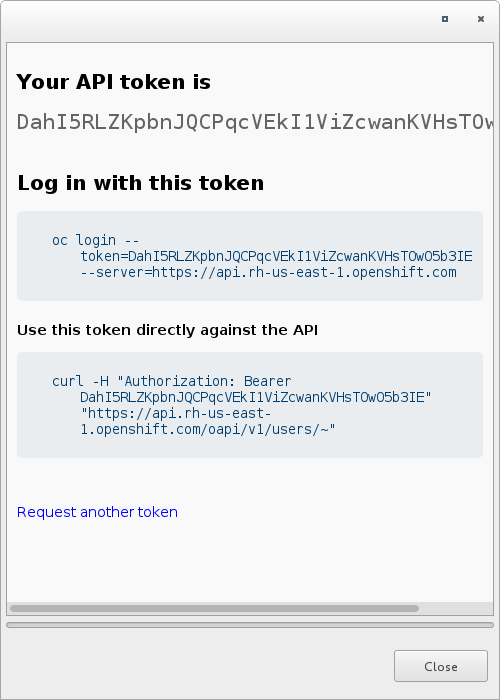 Your API token is
DahI5RLZKpbnJQCPqcVEkI1ViZcwanKVHsTOw
Log in with this token
oc login --
token=DahI5RLZKpbnJQCPqcVEkI1ViZcwanKVHsTOwO5b3IE
--server=https://api.rh-us-east-1.openshift.com
Use this token directly against the API
curl -H "Authorization: Bearer
DahI5RLZKpbnJQCPqcVEkI1ViZcwanKVHsTOwO5b3IE"
"https://api.rh-us-east-
1.openshift.com/oapi/v1/users/~"
Request another token
Close